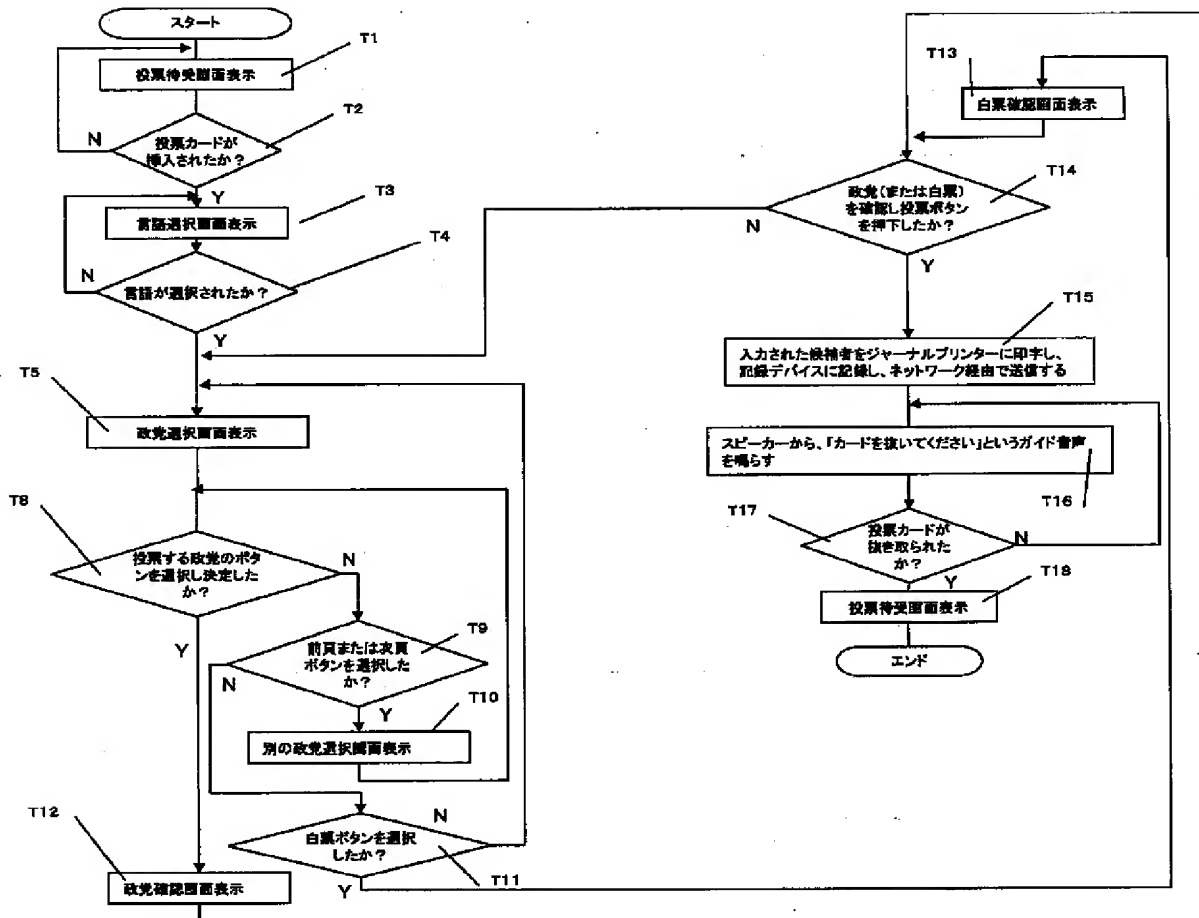 スタート
T1
投票待受画面表示
T2
投票カードが
挿入されたか?
N
Y
T3
言語選択画面表示
T4
N
言語が選択されたか?
Y
T5
政党選択画面表示
T8
投票する政党のボタ
ンを選択し決定した
か?
N
Y
T9
前頁または次頁
ボタンを選択した
か?
N
Y
T10
別の政党選択画面表示
N
白票ボタンを選択
したか?
T11
Y
T12
政党確認画面表示
T13
白票確認画面表示
T14
政党(または白票)
を確認し投票ボタン
を押下したか?
N
Y
T15
入力された候補者をジャーナルプリンターに印字し、
記録デバイスに記録し、ネットワーク経由で送信する
スピーカーから、「カードを抜いてください」というガイド音声
を鳴らす
T16
T17
投票カードが
抜き取られた
か?
N
Y
T18
投票待受画面表示
エンド